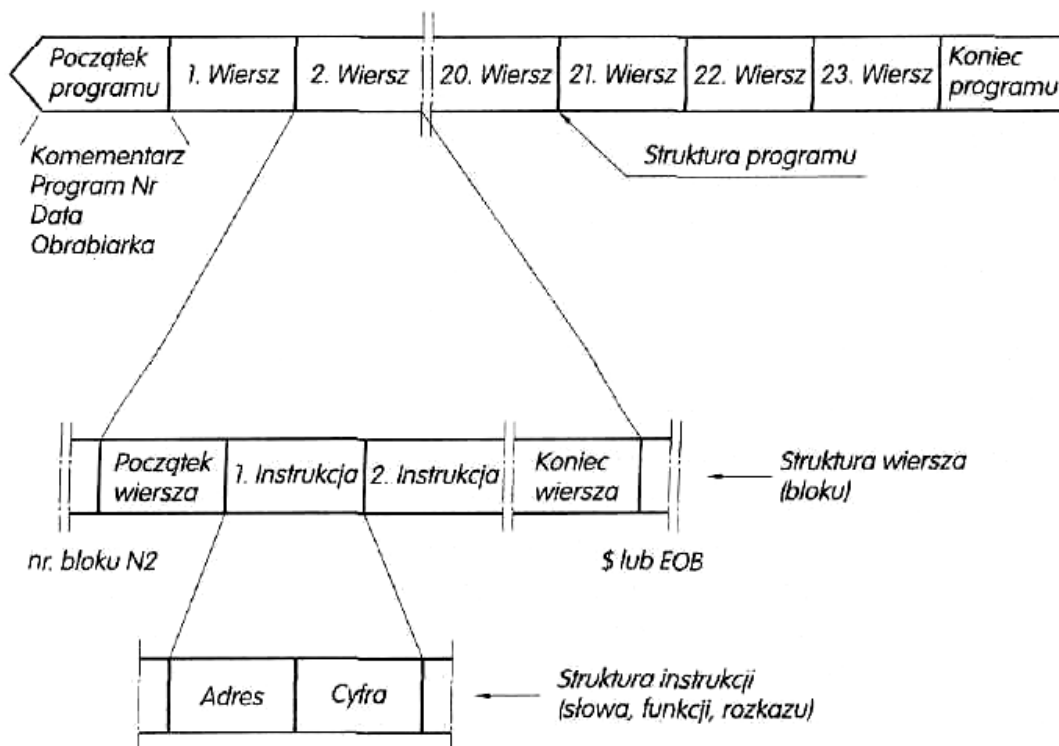 Początek
programu
1. Wiersz
2. Wiersz
20. Wiersz
21. Wiersz
22. Wiersz
23. Wiersz
Koniec
programu
Komementarz
Program Nr
Data
Obrabiarka
Struktura programu
Początek
wiersza
1. Instrukcja
2. Instrukcja
Koniec
wiersza
Struktura wiersza
(bloku)
nr. bloku N2
$ lub EOB
Adres
Cyfra
Struktura instrukcji
(słowa, funkcji, rozkazu)